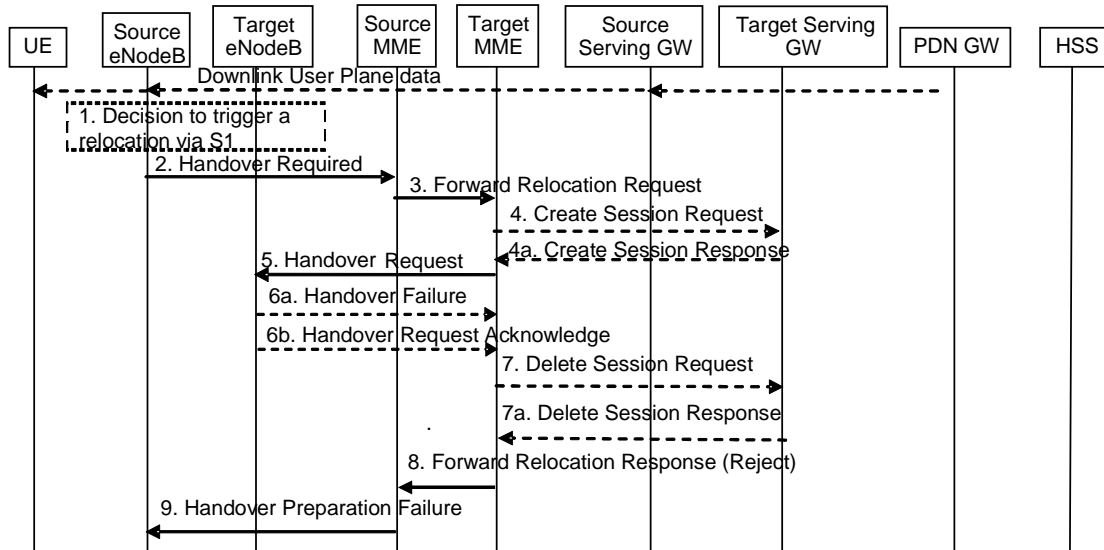 UE
Source
eNodeB
Target
eNodeB
Source
MME
Target
MME
Source
Serving GW
Target Serving
GW
PDN GW
HSS
Downlink User Plane data
1. Decision to trigger a
relocation via S1
2. Handover Required
3. Forward Relocation Request
4. Create Session Request
4a. Create Session Response
5. Handover Request
6a. Handover Failure
6b. Handover Request Acknowledge
7. Delete Session Request
7a. Delete Session Response
.
8. Forward Relocation Response (Reject)
9. Handover Preparation Failure